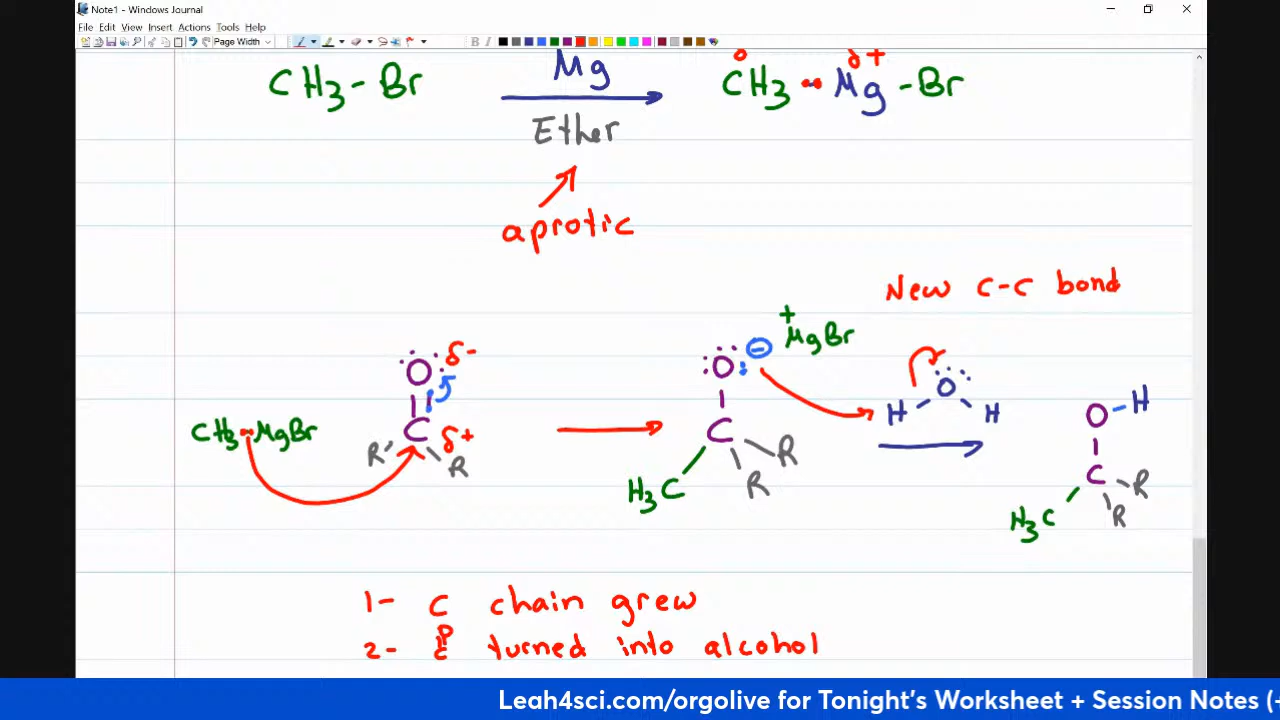 Note1 - Windows Journal
File Edit View Insert Actions Tools Help
Page Width
B I
CH3-Br
Mg
Ether
CH3 Mg-Br
δ+
aprotic
New C-C bond
CH3 MgBr
:O: δ-
C δ+
R R
:O: ⊖ +MgBr
C
H3C R R
O
H H
O-H
C
H3C R R
1- C chain grew
2- turned into alcohol
Leah4sci.com/orgolive for Tonight's Worksheet + Session Notes (